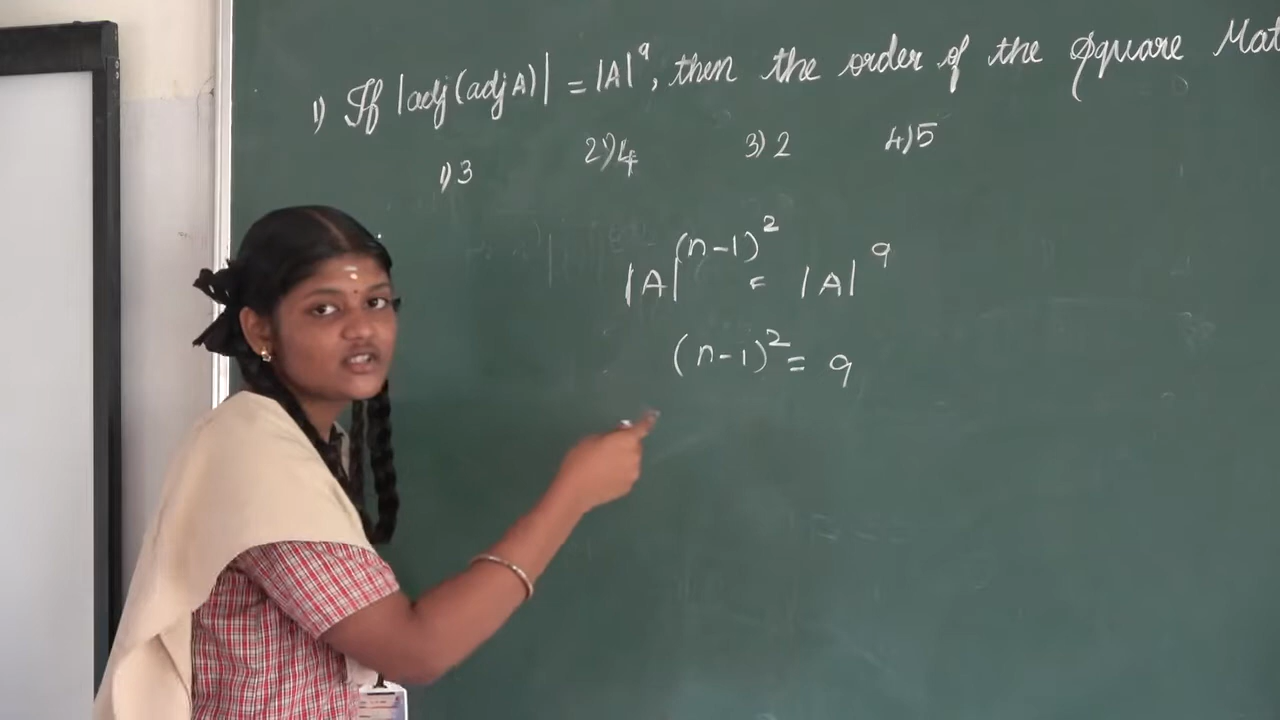 1) If |adj(adj A)| = |A|⁹, then the order of the Square Mat
1) 3 2) 4 3) 2 4) 5
|A|⁽ⁿ⁻¹⁾² = |A|⁹
(n-1)² = 9